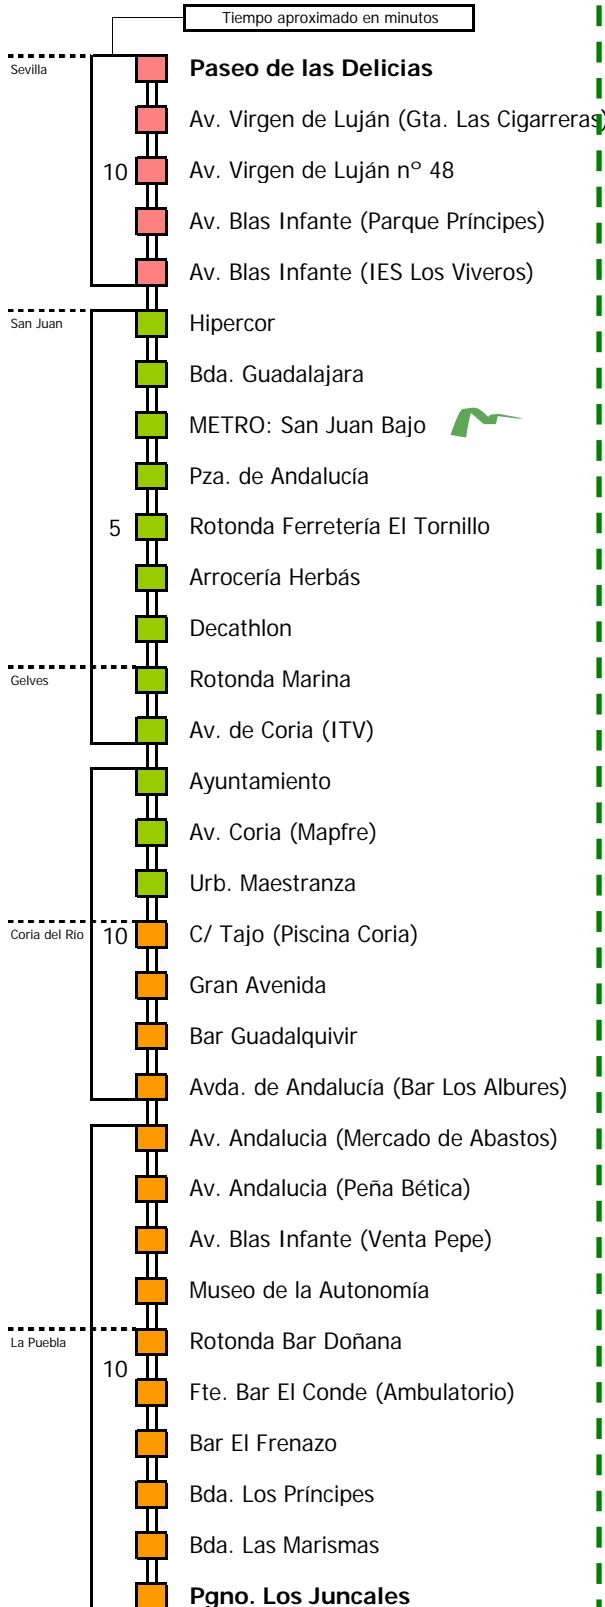 Tiempo aproximado en minutos
Sevilla
Paseo de las Delicias
Av. Virgen de Luján (Gta. Las Cigarreras)
10
Av. Virgen de Luján nº 48
Av. Blas Infante (Parque Príncipes)
Av. Blas Infante (IES Los Viveros)
San Juan
Hipercor
Bda. Guadalajara
METRO: San Juan Bajo
Pza. de Andalucía
5
Rotonda Ferretería El Tornillo
Arrocería Herbás
Decathlon
Gelves
Rotonda Marina
Av. de Coria (ITV)
Ayuntamiento
Av. Coria (Mapfre)
Urb. Maestranza
Coria del Río
10
C/ Tajo (Piscina Coria)
Gran Avenida
Bar Guadalquivir
Avda. de Andalucía (Bar Los Albures)
Av. Andalucia (Mercado de Abastos)
Av. Andalucia (Peña Bética)
Av. Blas Infante (Venta Pepe)
Museo de la Autonomía
La Puebla
Rotonda Bar Doñana
10
Fte. Bar El Conde (Ambulatorio)
Bar El Frenazo
Bda. Los Príncipes
Bda. Las Marismas
Pgno. Los Juncales